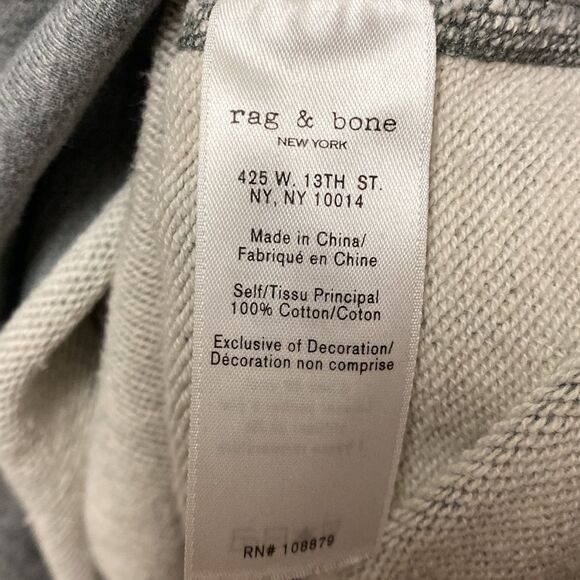 rag & bone
NEW YORK
425 W. 13TH ST.
NY, NY 10014
Made in China/
Fabriqué en Chine
Self/Tissu Principal
100% Cotton/Coton
Exclusive of Decoration/
Décoration non comprise
RN# 108879